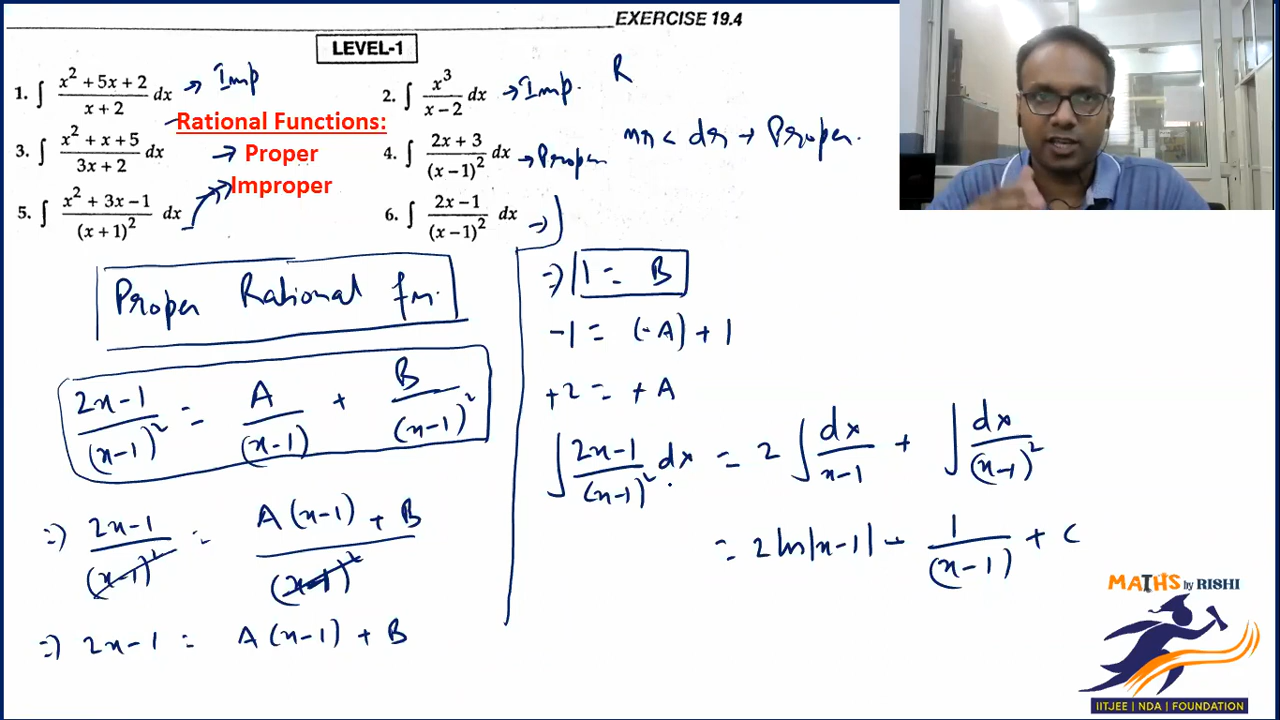 EXERCISE 19.4
LEVEL-1
1. ∫ (x² + 5x + 2)/(x + 2) dx → Imp
2. ∫ x³/(x − 2) dx → Imp. R
Rational Functions:
nr < dr → Proper.
3. ∫ (x² + x + 5)/(3x + 2) dx → Proper
4. ∫ (2x + 3)/(x − 1)² dx → Proper
→ Improper
5. ∫ (x² + 3x − 1)/(x + 1)² dx
6. ∫ (2x − 1)/(x − 1)² dx →
Proper Rational fn.
(2x−1)/(x−1)² = A/(x−1) + B/(x−1)²
⇒ (2x−1)/(x−1)² = (A(x−1) + B)/(x−1)²
⇒ 2x−1 = A(x−1) + B
⇒ 1 = B
−1 = (−A) + 1
+2 = +A
∫ (2x−1)/(x−1)² dx = 2 ∫ dx/(x−1) + ∫ dx/(x−1)²
= 2 ln|x−1| − 1/(x−1) + C
MATHS by RISHI
IITJEE | NDA | FOUNDATION